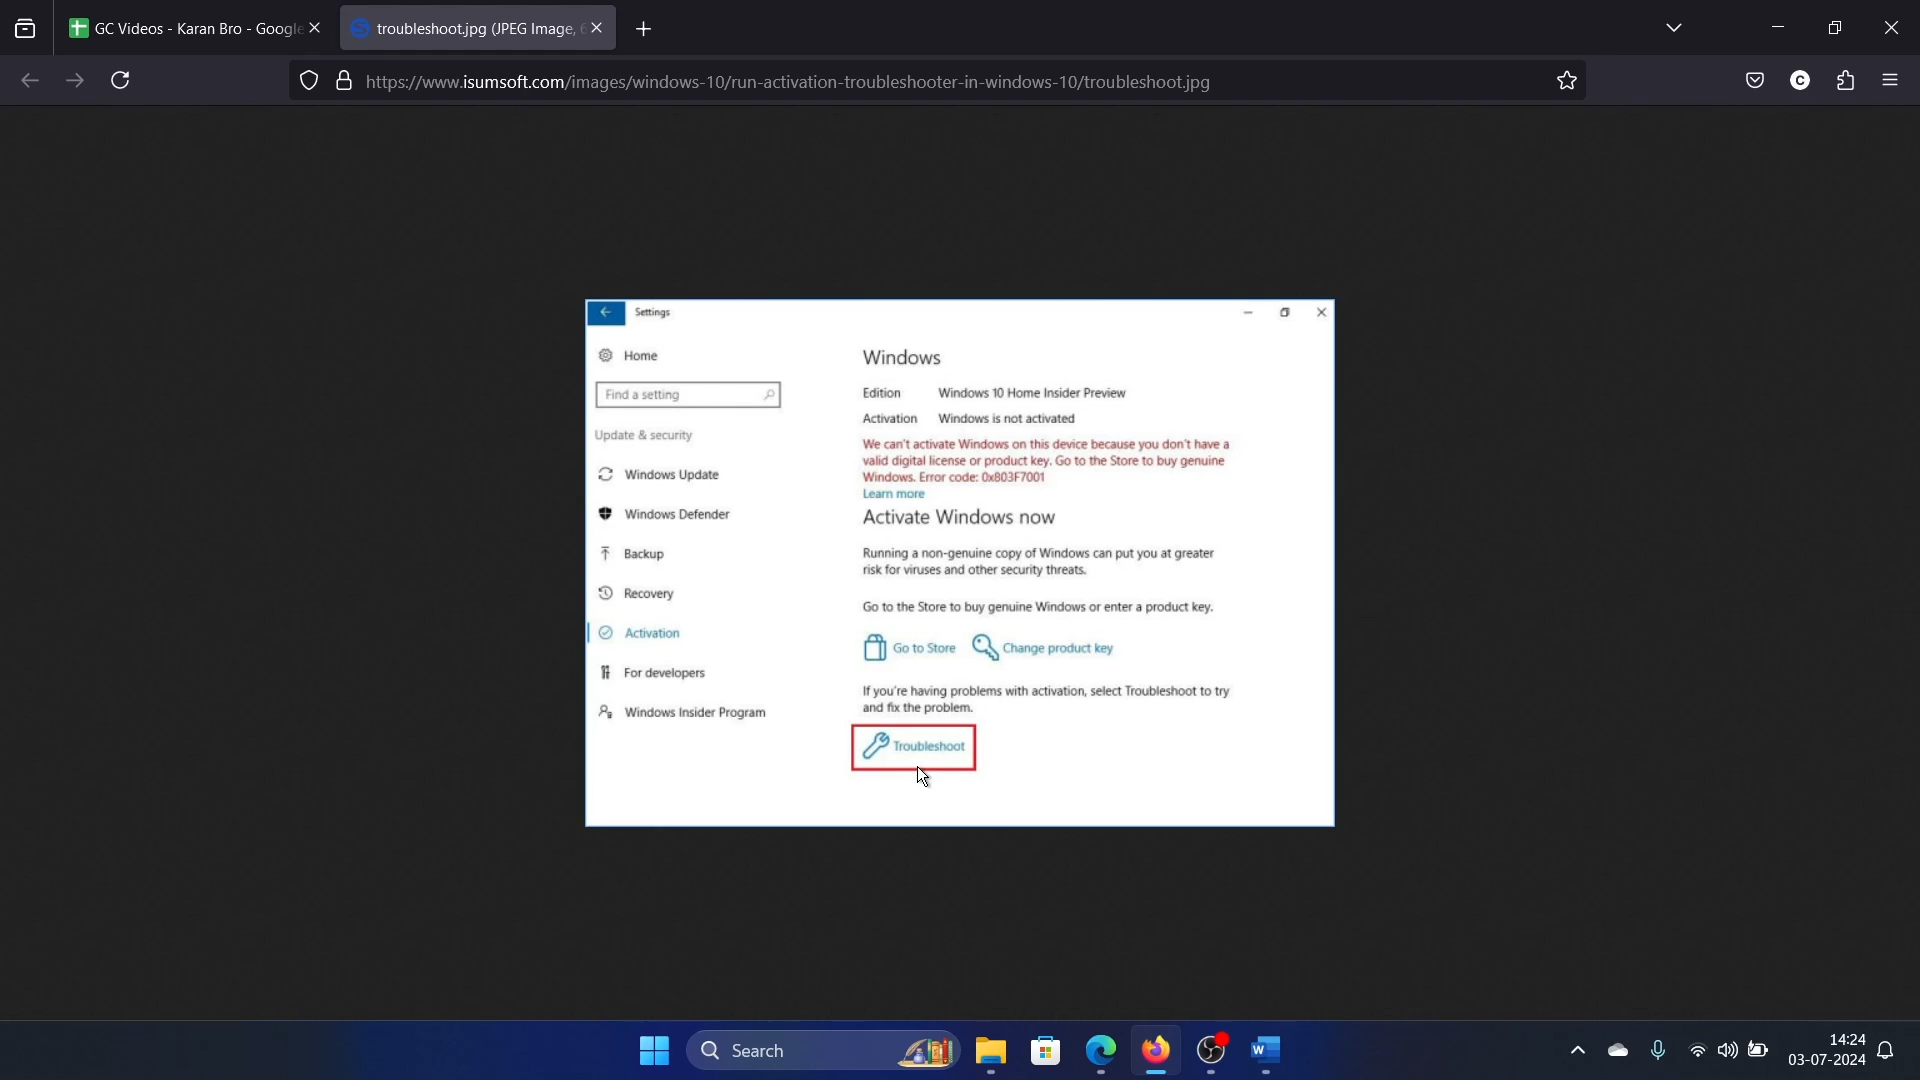 GC Videos - Karan Bro - Google
troubleshoot.jpg (JPEG Image, 6
https://www.isumsoft.com/images/windows-10/run-activation-troubleshooter-in-windows-10/troubleshoot.jpg
C
Settings
Home
Find a setting
Update & security
Windows Update
Windows Defender
Backup
Recovery
Activation
For developers
Windows Insider Program
Windows
Edition Windows 10 Home Insider Preview
Activation Windows is not activated
We can't activate Windows on this device because you don't have a
valid digital license or product key. Go to the Store to buy genuine
Windows. Error code: 0x803F7001
Learn more
Activate Windows now
Running a non-genuine copy of Windows can put you at greater
risk for viruses and other security threats.
Go to the Store to buy genuine Windows or enter a product key.
Go to Store Change product key
If you're having problems with activation, select Troubleshoot to try
and fix the problem.
Troubleshoot
Search
W
14:24
03-07-2024